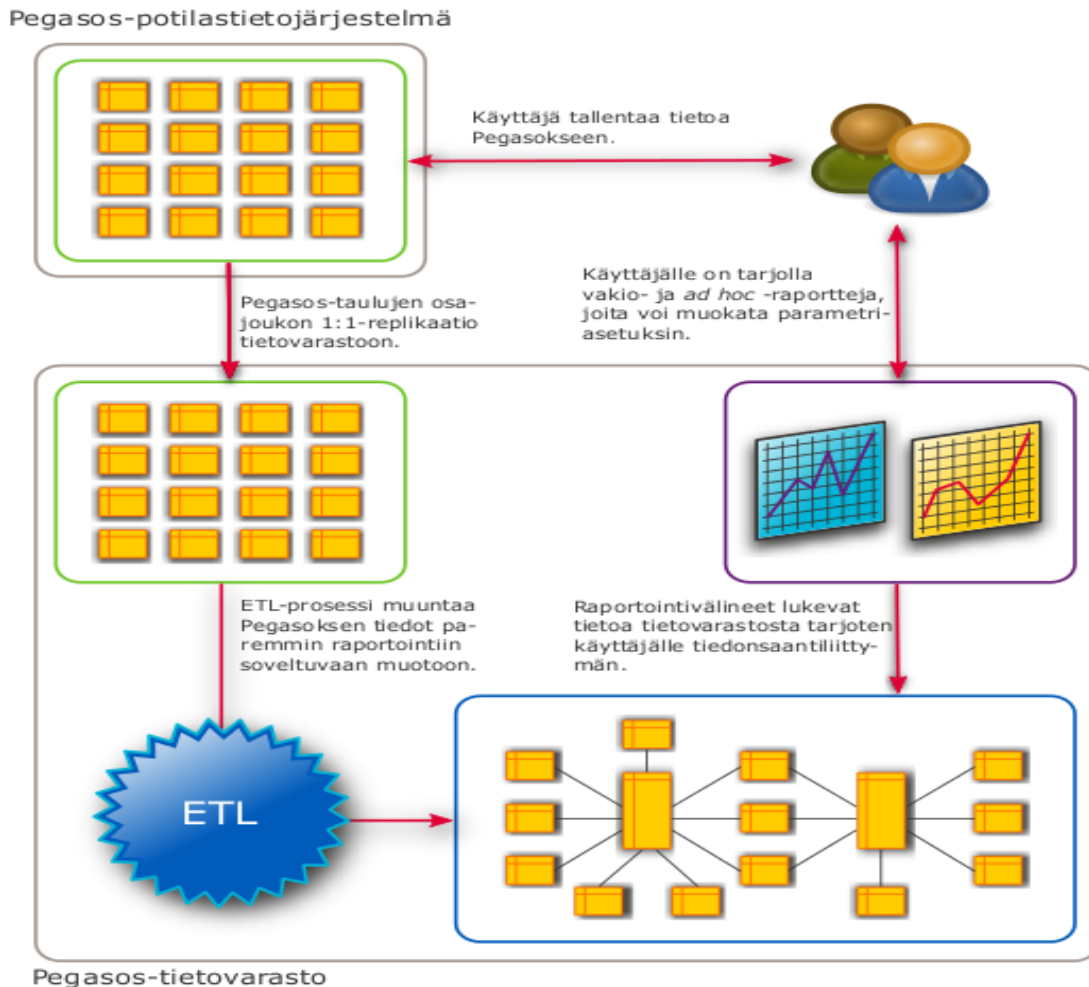 Pegasos-potilastietojärjestelmä
Käyttäjä tallentaa tietoa
Pegasokseen.
Pegasos-taulujen osa-
joukon 1:1-replikaatio
tietovarastoon.
Käyttäjälle on tarjolla
vakio- ja ad hoc -raportteja,
joita voi muokata parametri-
asetuksin.
ETL-prosessi muuntaa
Pegasoksen tiedot pa-
remmin raportointiin
soveltuvaan muotoon.
Raportointivälineet lukevat
tietoa tietovarastosta tarjoten
käyttäjälle tiedonsaantiliitty-
män.
ETL
Pegasos-tietovarasto